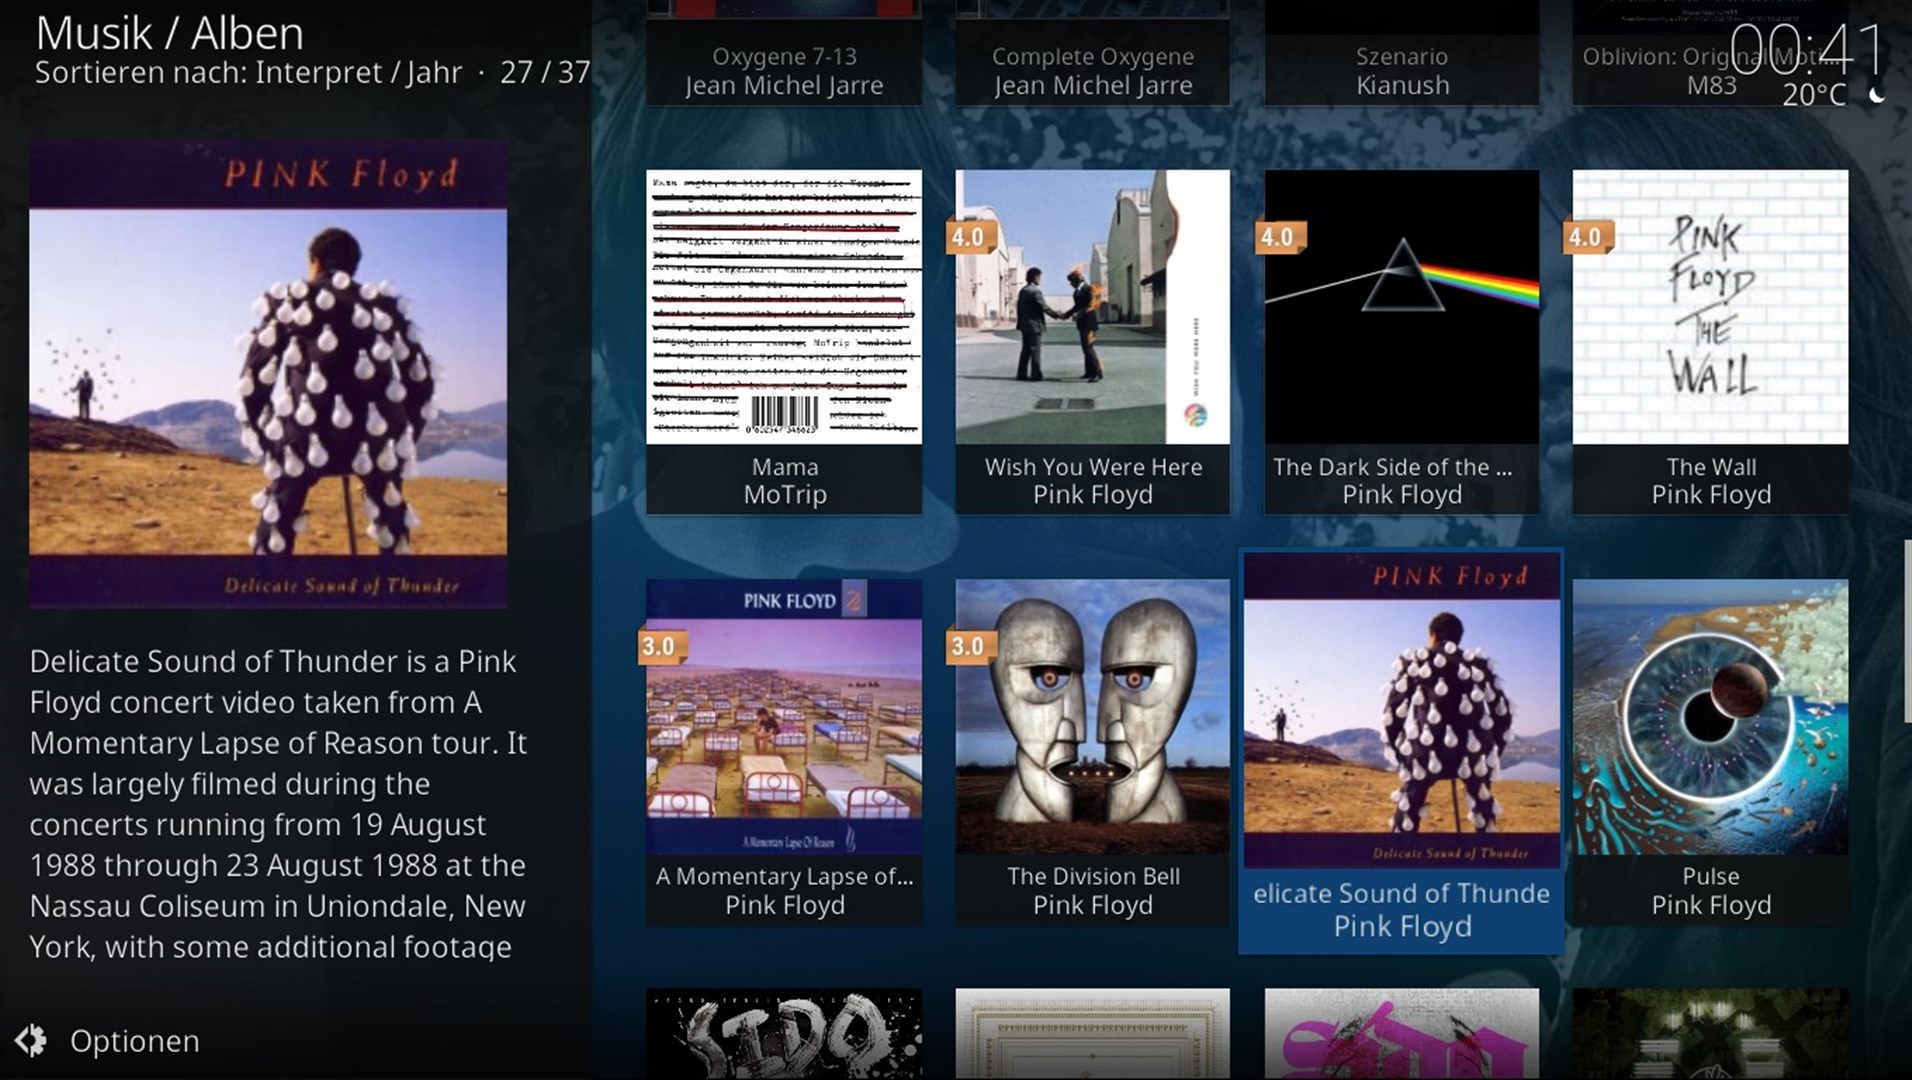 Musik / Alben
Sortieren nach: Interpret / Jahr · 27 / 37
00:41
20°C
Oxygene 7-13
Jean Michel Jarre
Complete Oxygene
Jean Michel Jarre
Szenario
Kianush
Oblivion: Original Moti...
M83
PINK Floyd
Delicate Sound of Thunder
Delicate Sound of Thunder is a Pink
Floyd concert video taken from A
Momentary Lapse of Reason tour. It
was largely filmed during the
concerts running from 19 August
1988 through 23 August 1988 at the
Nassau Coliseum in Uniondale, New
York, with some additional footage
Optionen
Mama
MoTrip
4.0
WISH YOU WERE HERE
Wish You Were Here
Pink Floyd
4.0
The Dark Side of the ...
Pink Floyd
4.0
PINK
FLOYD
THE
WALL
The Wall
Pink Floyd
3.0
PINK FLOYD
A Momentary Lapse Of Reason
A Momentary Lapse of...
Pink Floyd
3.0
The Division Bell
Pink Floyd
PINK Floyd
Delicate Sound of Thunder
elicate Sound of Thunde
Pink Floyd
Pulse
Pink Floyd
SIDO